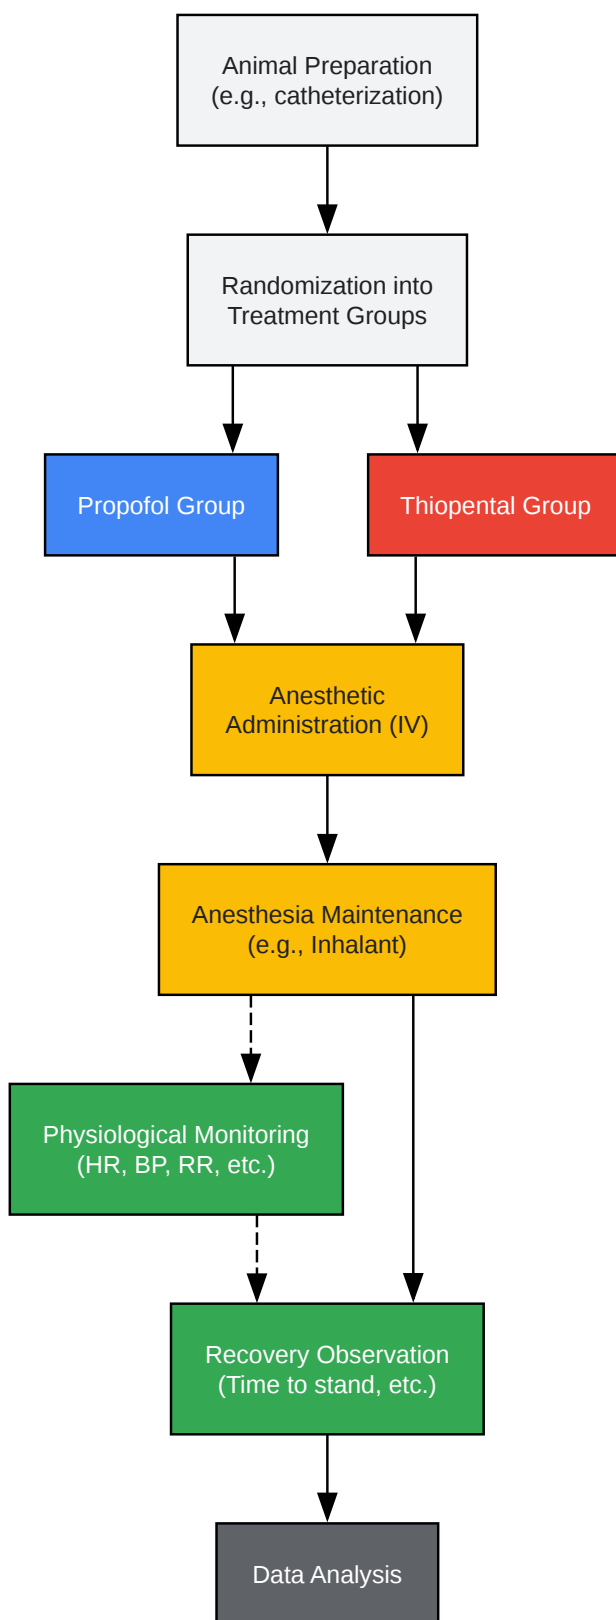 Animal Preparation
(e.g., catheterization)
Randomization into
Treatment Groups
Propofol Group
Thiopental Group
Anesthetic
Administration (IV)
Anesthesia Maintenance
(e.g., Inhalant)
Physiological Monitoring
(HR, BP, RR, etc.)
Recovery Observation
(Time to stand, etc.)
Data Analysis